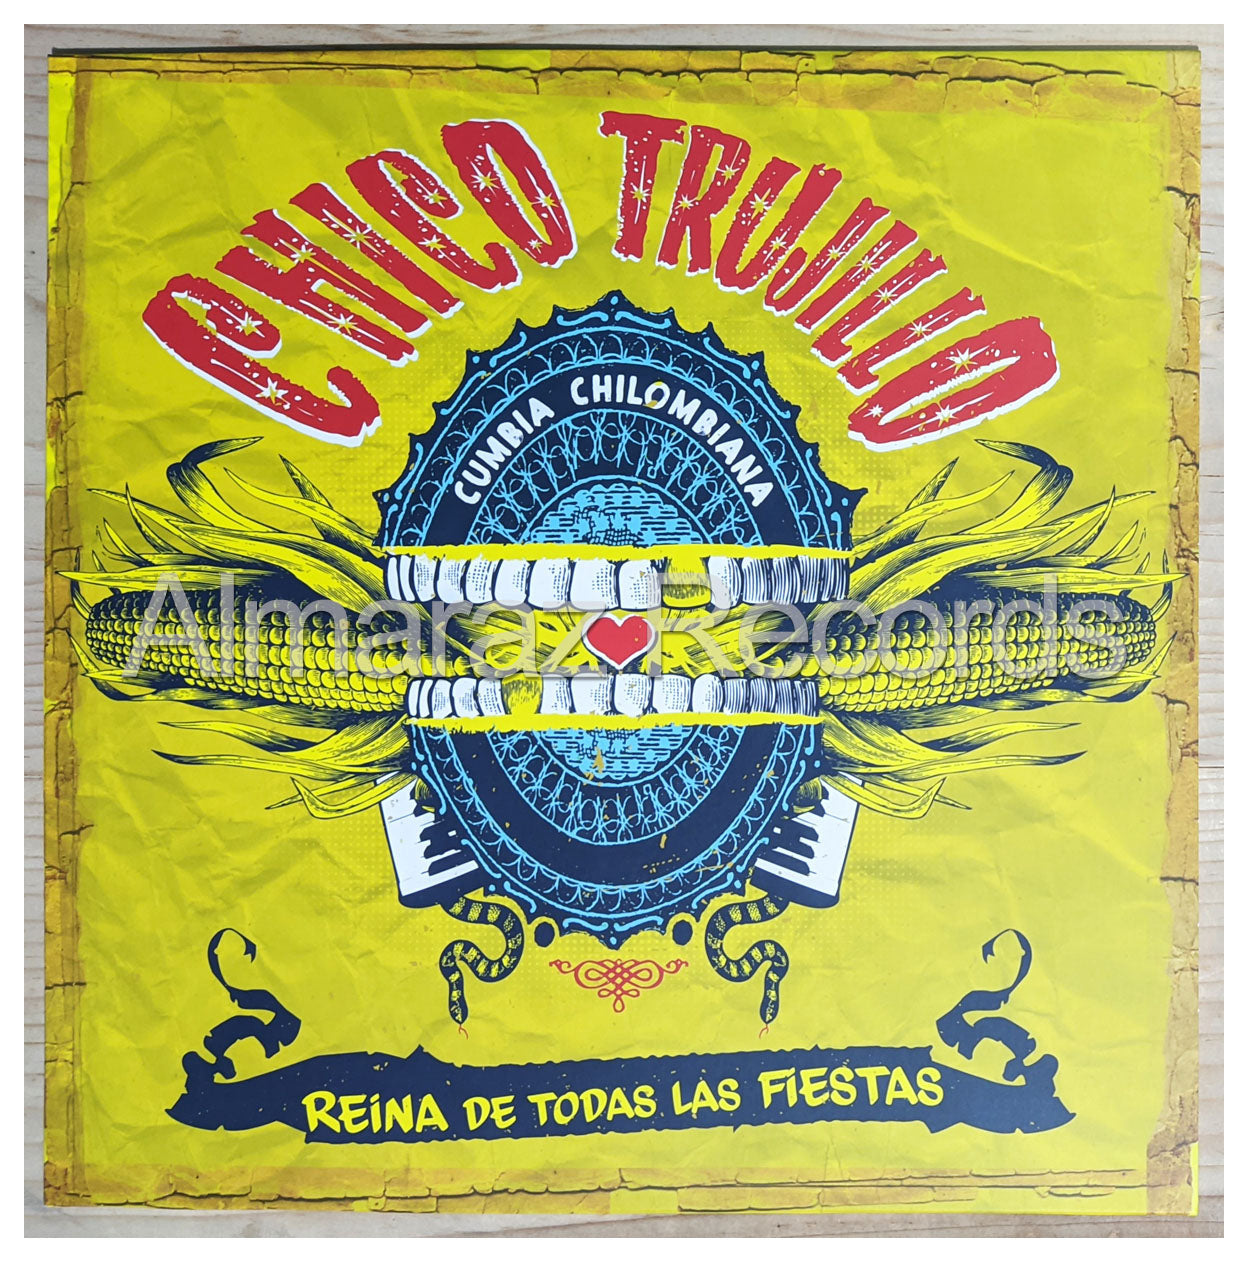 CHICO TRUJILLO
CUMBIA CHILOMBIANA
Almaraz Records
REINA DE TODAS LAS FIESTAS